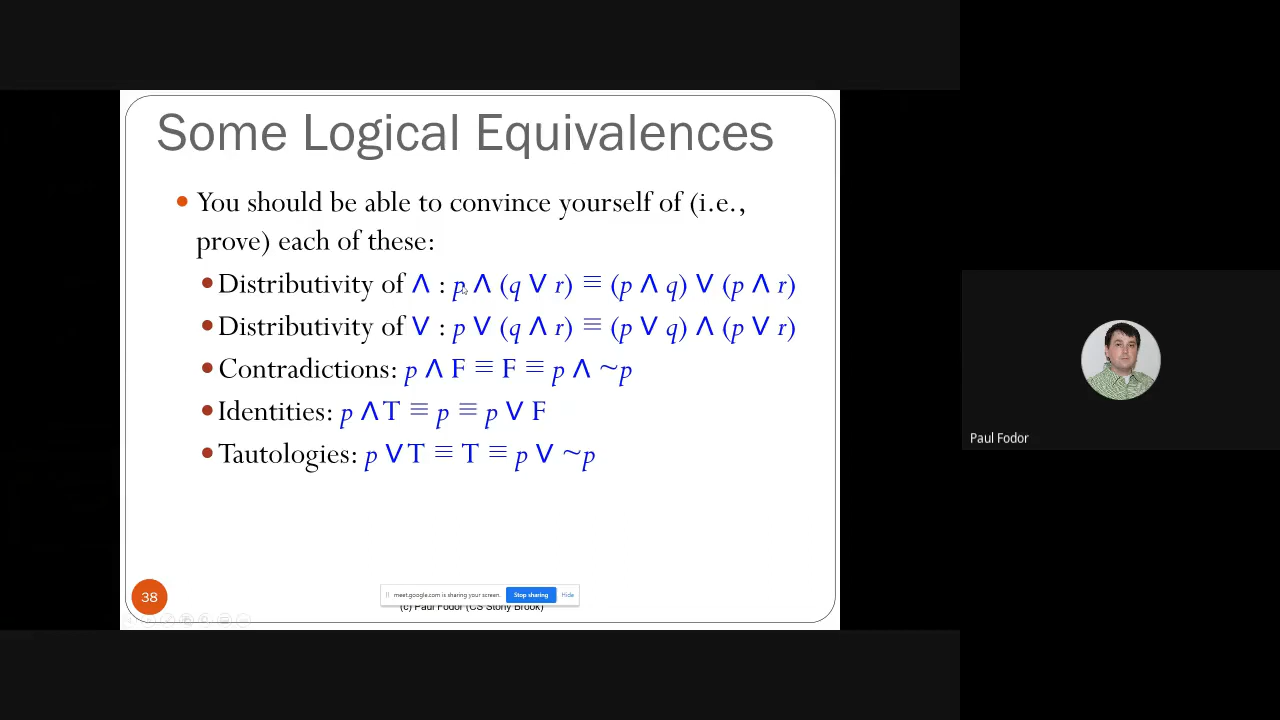 Some Logical Equivalences
You should be able to convince yourself of (i.e.,
prove) each of these:
Distributivity of ∧ : p ∧ (q ∨ r) ≡ (p ∧ q) ∨ (p ∧ r)
Distributivity of ∨ : p ∨ (q ∧ r) ≡ (p ∨ q) ∧ (p ∨ r)
Contradictions: p ∧ F ≡ F ≡ p ∧ ~p
Identities: p ∧ T ≡ p ≡ p ∨ F
Tautologies: p ∨ T ≡ T ≡ p ∨ ~p
Paul Fodor
38
meet.google.com is sharing your screen. Stop sharing Hide
(c) Paul Fodor (CS Stony Brook)